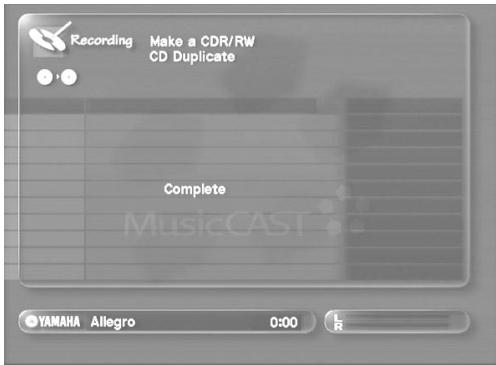 Recording
Make a CDR/RW
CD Duplicate
Complete
MusicCAST
YAMAHA Allegro 0:00
L
R